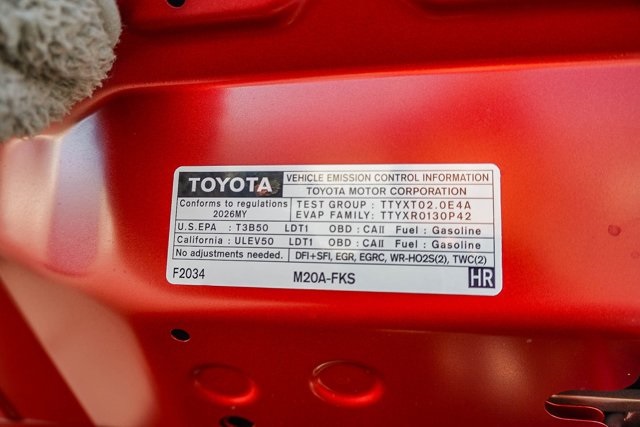 TOYOTA VEHICLE EMISSION CONTROL INFORMATION
TOYOTA MOTOR CORPORATION
Conforms to regulations
2026MY
TEST GROUP : TTYXT02.0E4A
EVAP FAMILY: TTYXR0130P42
U.S.EPA : T3B50 LDT1 OBD : CAII Fuel : Gasoline
California : ULEV50 LDT1 OBD : CAII Fuel : Gasoline
No adjustments needed. DFI+SFI, EGR, EGRC, WR-HO2S(2), TWC(2)
F2034 M20A-FKS HR